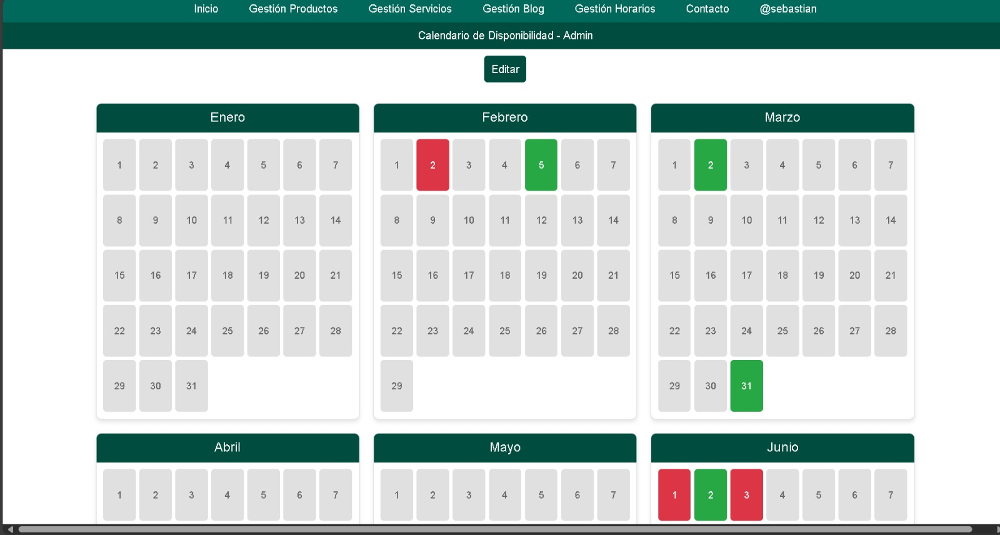 Inicio Gestión Productos Gestión Servicios Gestión Blog Gestión Horarios Contacto @sebastian
Calendario de Disponibilidad - Admin
Editar
Enero
1 2 3 4 5 6 7
8 9 10 11 12 13 14
15 16 17 18 19 20 21
22 23 24 25 26 27 28
29 30 31
Febrero
1 2 3 4 5 6 7
8 9 10 11 12 13 14
15 16 17 18 19 20 21
22 23 24 25 26 27 28
29
Marzo
1 2 3 4 5 6 7
8 9 10 11 12 13 14
15 16 17 18 19 20 21
22 23 24 25 26 27 28
29 30 31
Abril
1 2 3 4 5 6 7
Mayo
1 2 3 4 5 6 7
Junio
1 2 3 4 5 6 7